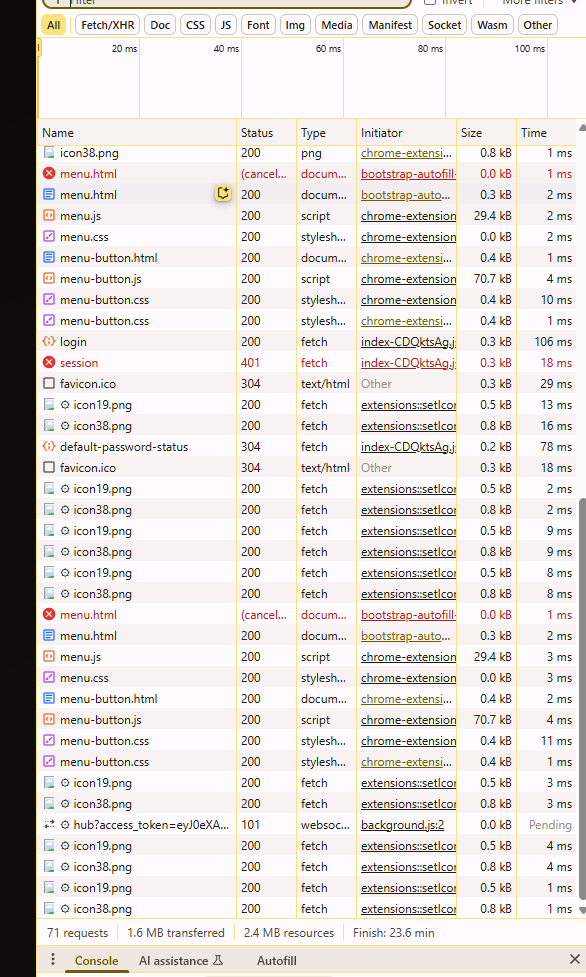 Filter Invert More filters
All Fetch/XHR Doc CSS JS Font Img Media Manifest Socket Wasm Other
20 ms 40 ms 60 ms 80 ms 100 ms
Name Status Type Initiator Size Time
icon38.png 200 png chrome-extensi... 0.8 kB 1 ms
menu.html (cancel... docum... bootstrap-autofill- 0.0 kB 1 ms
menu.html 200 docum... bootstrap-auto... 0.3 kB 2 ms
menu.js 200 script chrome-extension 29.4 kB 2 ms
menu.css 200 stylesh... chrome-extension 0.0 kB 2 ms
menu-button.html 200 docum... chrome-extensi... 0.4 kB 1 ms
menu-button.js 200 script chrome-extension 70.7 kB 4 ms
menu-button.css 200 stylesh... chrome-extension 0.4 kB 10 ms
menu-button.css 200 stylesh... chrome-extensi... 0.4 kB 1 ms
login 200 fetch index-CDQktsAg.js 0.3 kB 106 ms
session 401 fetch index-CDQktsAg.js 0.3 kB 18 ms
favicon.ico 304 text/html Other 0.3 kB 29 ms
icon19.png 200 fetch extensions::setIcon 0.5 kB 13 ms
icon38.png 200 fetch extensions::setIcon 0.8 kB 16 ms
default-password-status 304 fetch index-CDQktsAg.js 0.2 kB 78 ms
favicon.ico 304 text/html Other 0.3 kB 18 ms
icon19.png 200 fetch extensions::setIcon 0.5 kB 2 ms
icon38.png 200 fetch extensions::setIcon 0.8 kB 2 ms
icon19.png 200 fetch extensions::setIcon 0.5 kB 9 ms
icon38.png 200 fetch extensions::setIcon 0.8 kB 9 ms
icon19.png 200 fetch extensions::setIcon 0.5 kB 8 ms
icon38.png 200 fetch extensions::setIcon 0.8 kB 8 ms
menu.html (cancel... docum... bootstrap-autofill- 0.0 kB 1 ms
menu.html 200 docum... bootstrap-auto... 0.3 kB 2 ms
menu.js 200 script chrome-extension 29.4 kB 3 ms
menu.css 200 stylesh... chrome-extension 0.0 kB 3 ms
menu-button.html 200 docum... chrome-extensi... 0.4 kB 2 ms
menu-button.js 200 script chrome-extension 70.7 kB 4 ms
menu-button.css 200 stylesh... chrome-extension 0.4 kB 11 ms
menu-button.css 200 stylesh... chrome-extensi... 0.4 kB 2 ms
icon19.png 200 fetch extensions::setIcon 0.5 kB 3 ms
icon38.png 200 fetch extensions::setIcon 0.8 kB 3 ms
hub?access_token=eyJ0eXA... 101 websoc... background.js:2 0.0 kB Pending
icon19.png 200 fetch extensions::setIcon 0.5 kB 4 ms
icon38.png 200 fetch extensions::setIcon 0.8 kB 4 ms
icon19.png 200 fetch extensions::setIcon 0.5 kB 1 ms
icon38.png 200 fetch extensions::setIcon 0.8 kB 1 ms
71 requests 1.6 MB transferred 2.4 MB resources Finish: 23.6 min
Console AI assistance Autofill